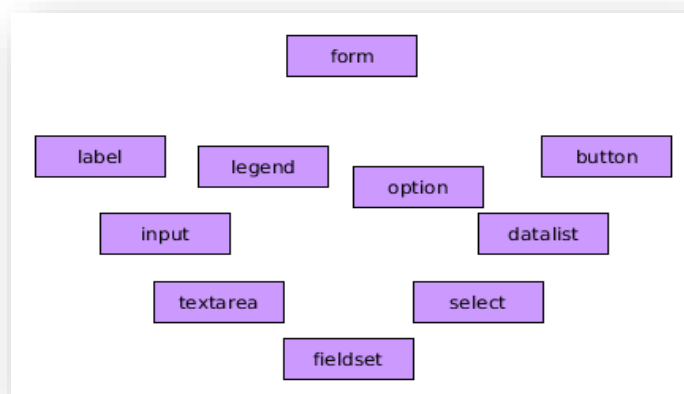 form
label
legend
option
button
input
datalist
textarea
select
fieldset